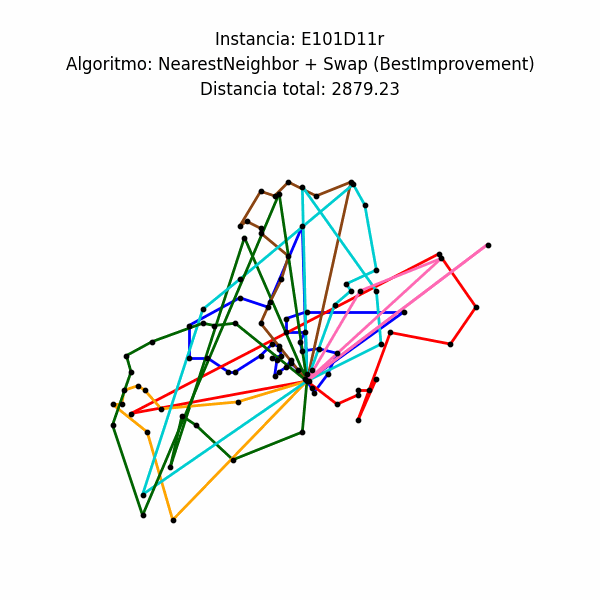 Instancia: E101D11r
Algoritmo: NearestNeighbor + Swap (BestImprovement)
Distancia total: 2879.23